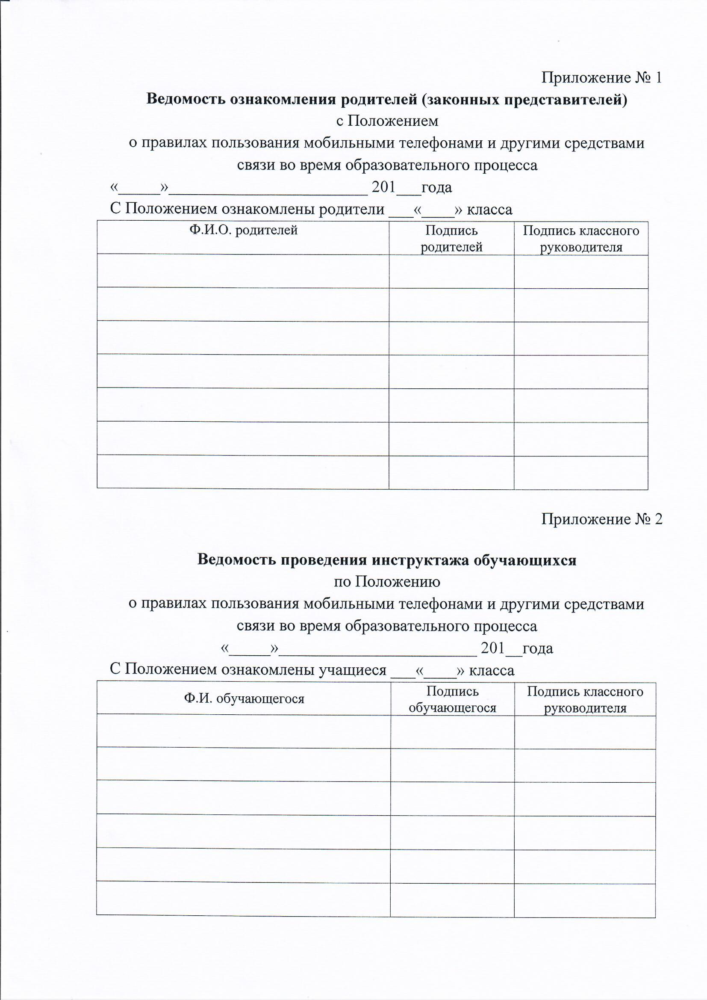 Приложение № 1
Ведомость ознакомления родителей (законных представителей)
с Положением
о правилах пользования мобильными телефонами и другими средствами
связи во время образовательного процесса
«_____»________________________ 201___года
С Положением ознакомлены родители ___«____» класса
Ф.И.О. родителей
Подпись
родителей
Подпись классного
руководителя
Приложение № 2
Ведомость проведения инструктажа обучающихся
по Положению
о правилах пользования мобильными телефонами и другими средствами
связи во время образовательного процесса
«_____»________________________ 201__года
С Положением ознакомлены учащиеся ___«____» класса
Ф.И. обучающегося
Подпись
обучающегося
Подпись классного
руководителя